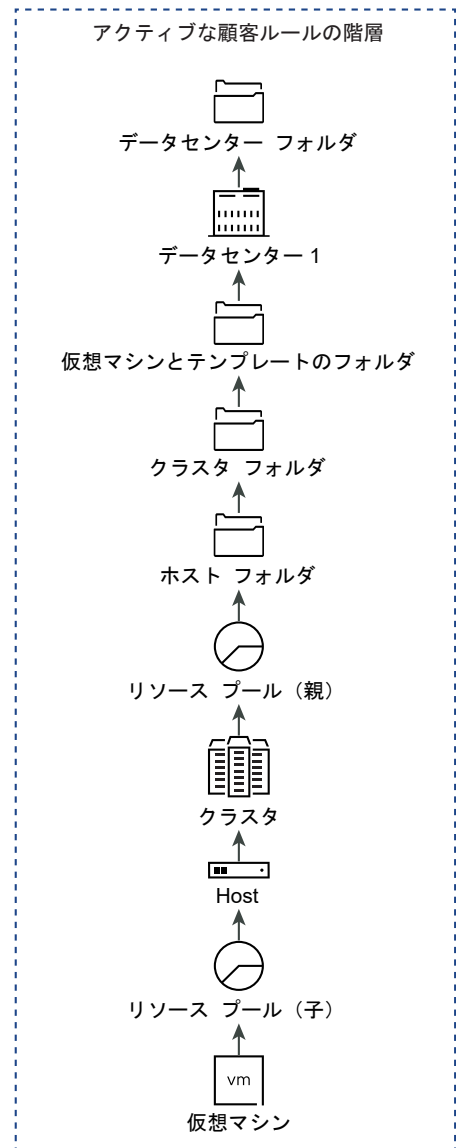 アクティブな顧客ルールの階層
データセンター フォルダ
データセンター 1
仮想マシンとテンプレートのフォルダ
クラスタ フォルダ
ホスト フォルダ
リソース プール（親）
クラスタ
Host
リソース プール（子）
vm
仮想マシン